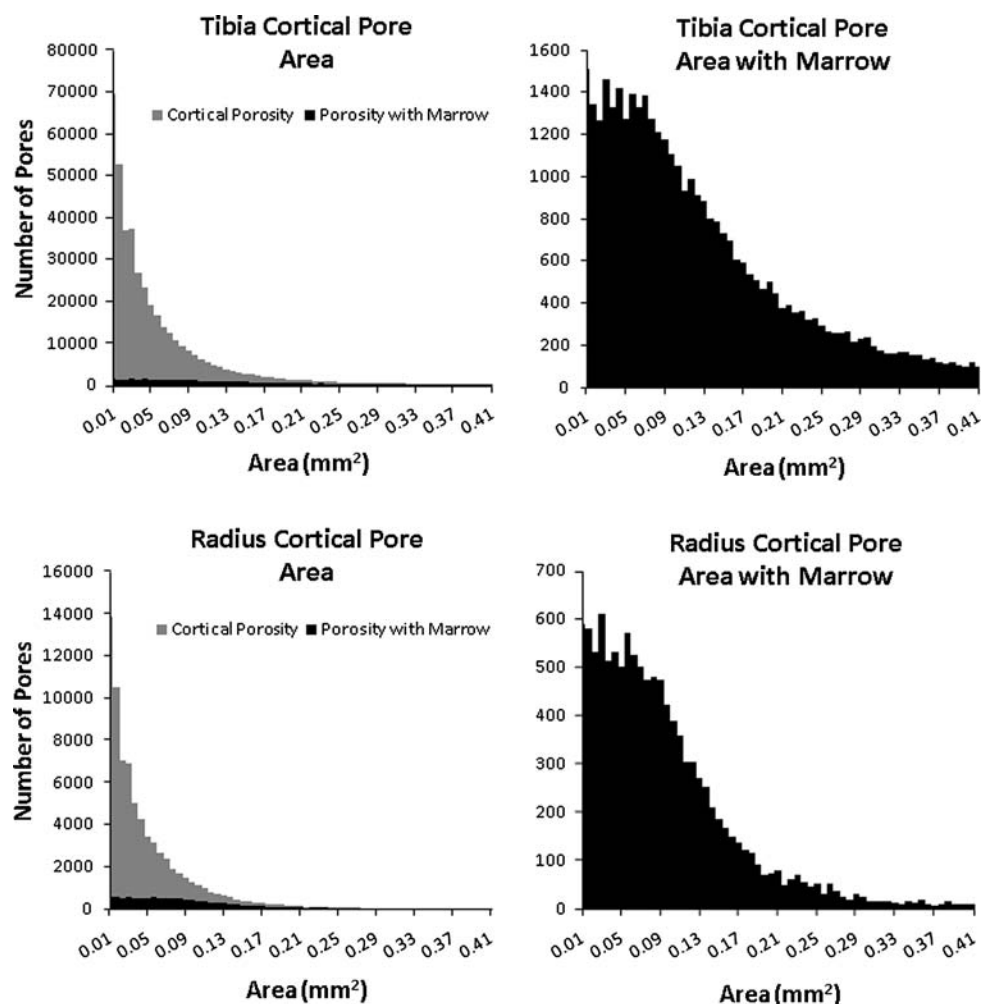 Tibia Cortical Pore
Area
80000
70000
60000
50000
40000
30000
20000
10000
0
Number of Pores
Cortical Porosity Porosity with Marrow
0.01 0.05 0.09 0.13 0.17 0.21 0.25 0.29 0.33 0.37 0.41
Area (mm²)
Tibia Cortical Pore
Area with Marrow
1600
1400
1200
1000
800
600
400
200
0
0.01 0.05 0.09 0.13 0.17 0.21 0.25 0.29 0.33 0.37 0.41
Area (mm²)
Radius Cortical Pore
Area
16000
14000
12000
10000
8000
6000
4000
2000
0
Number of Pores
Cortical Porosity Porosity with Marrow
0.01 0.05 0.09 0.13 0.17 0.21 0.25 0.29 0.33 0.37 0.41
Area (mm²)
Radius Cortical Pore
Area with Marrow
700
600
500
400
300
200
100
0
0.01 0.05 0.09 0.13 0.17 0.21 0.25 0.29 0.33 0.37 0.41
Area (mm²)